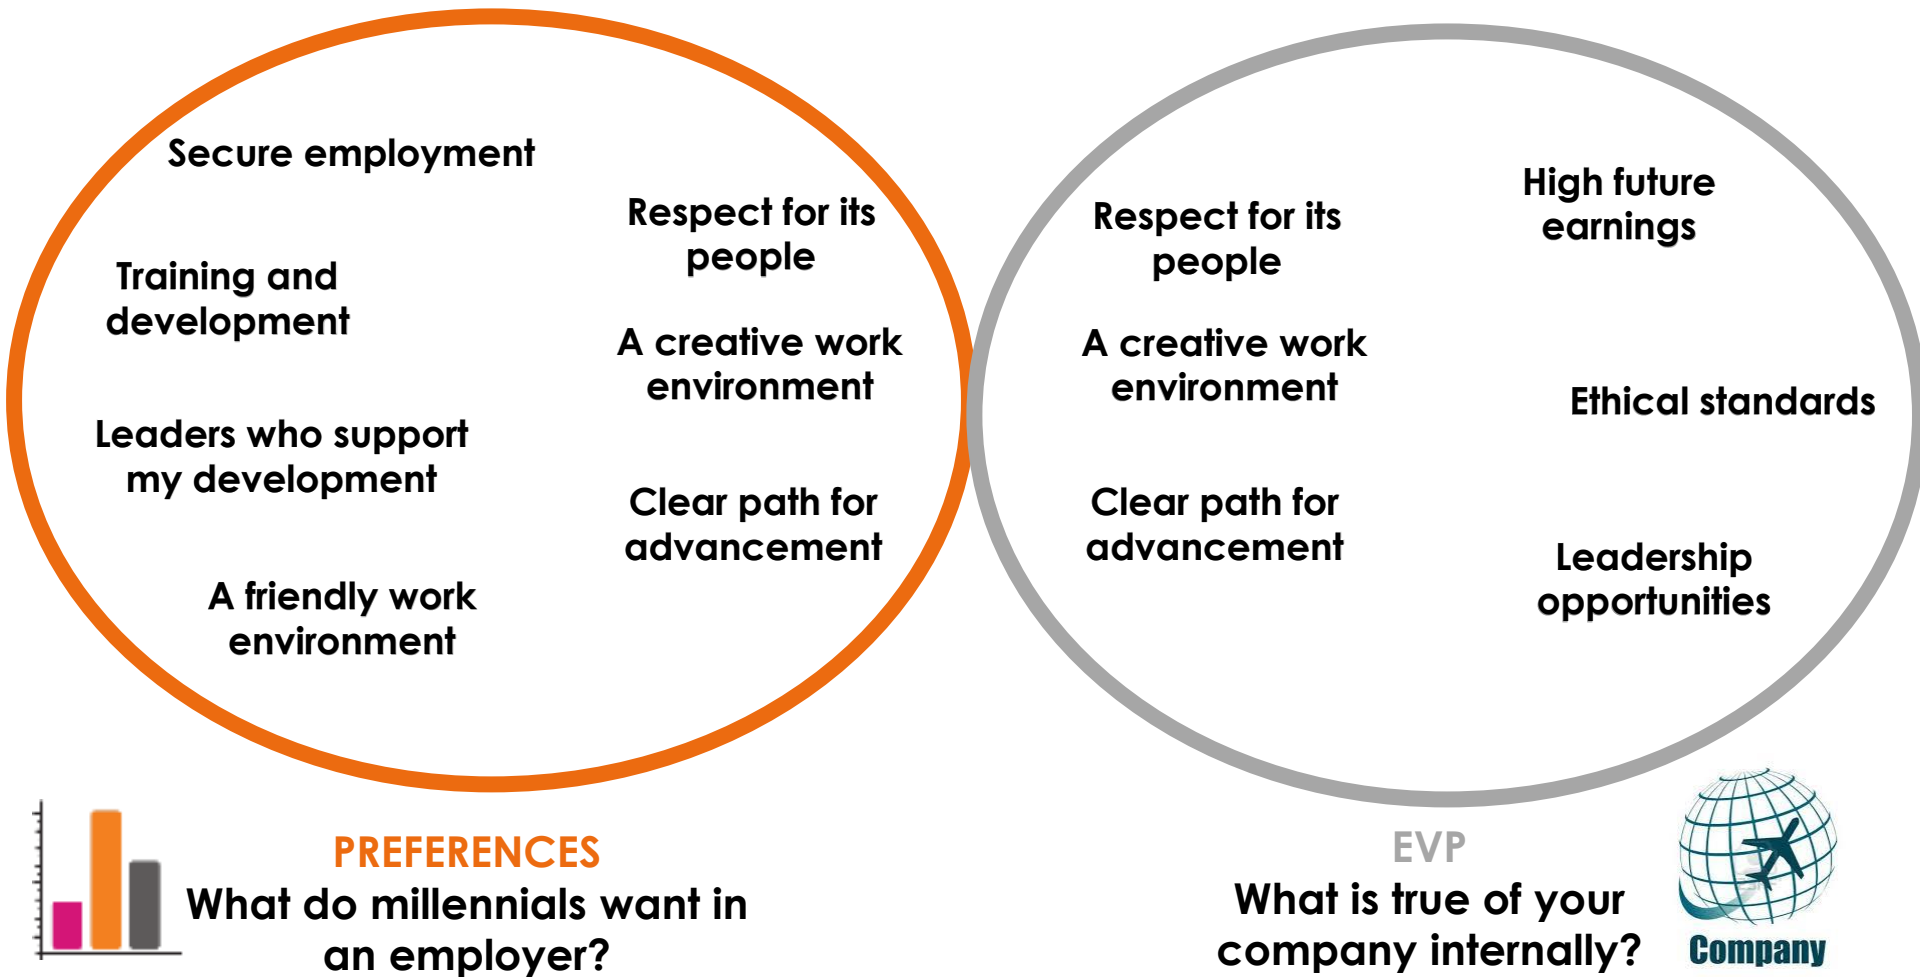 Secure employment
Training and
development
Leaders who support
my development
A friendly work
environment
Respect for its
people
A creative work
environment
Clear path for
advancement
Respect for its
people
A creative work
environment
Clear path for
advancement
High future
earnings
Ethical standards
Leadership
opportunities
PREFERENCES
What do millennials want in
an employer?
EVP
What is true of your
company internally?
Company